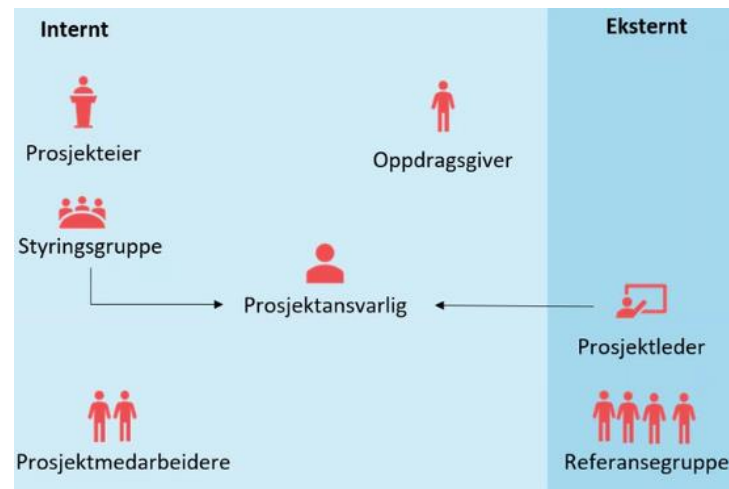 Internt
Eksternt
Prosjekteier
Oppdragsgiver
Styringsgruppe
Prosjektansvarlig
Prosjektleder
Prosjektmedarbeidere
Referansegruppe